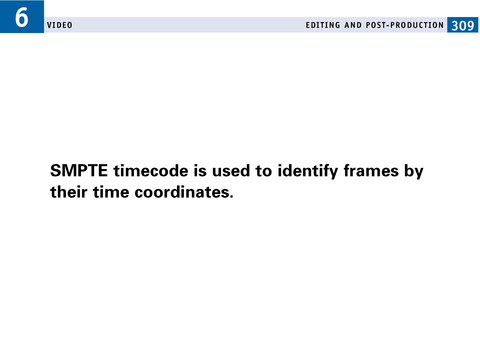 6
VIDEO
EDITING AND POST-PRODUCTION 309
SMPTE timecode is used to identify frames by
their time coordinates.